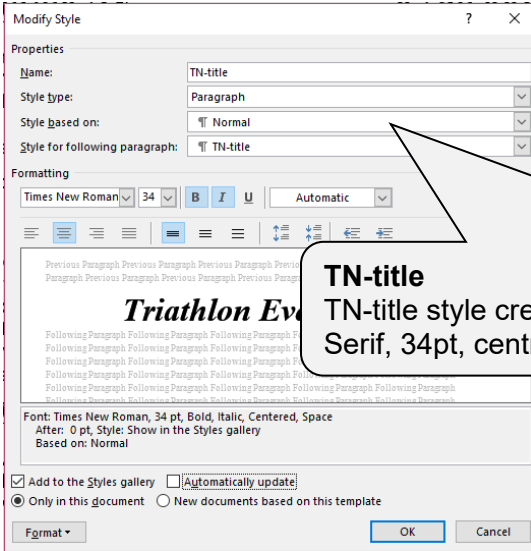 Modify Style ? ×
Properties
Name: TN-title
Style type: Paragraph
Style based on: ¶ Normal
Style for following paragraph: ¶ TN-title
Formatting
Times New Roman 34 B I U Automatic
Previous Paragraph Previous Paragraph Previous Paragraph
Paragraph Previous Paragraph Previous Paragraph Previous
Triathlon Eve
Following Paragraph Following Paragraph Following Paragraph
Following Paragraph Following Paragraph Following Paragraph
Following Paragraph Following Paragraph Following Paragraph
Following Paragraph Following Paragraph Following Paragraph
Following Paragraph Following Paragraph Following Paragraph Following Paragraph Following Paragraph
TN-title
TN-title style cre
Serif, 34pt, cent
Font: Times New Roman, 34 pt, Bold, Italic, Centered, Space
After: 0 pt, Style: Show in the Styles gallery
Based on: Normal
Add to the Styles gallery Automatically update
Only in this document New documents based on this template
Format OK Cancel